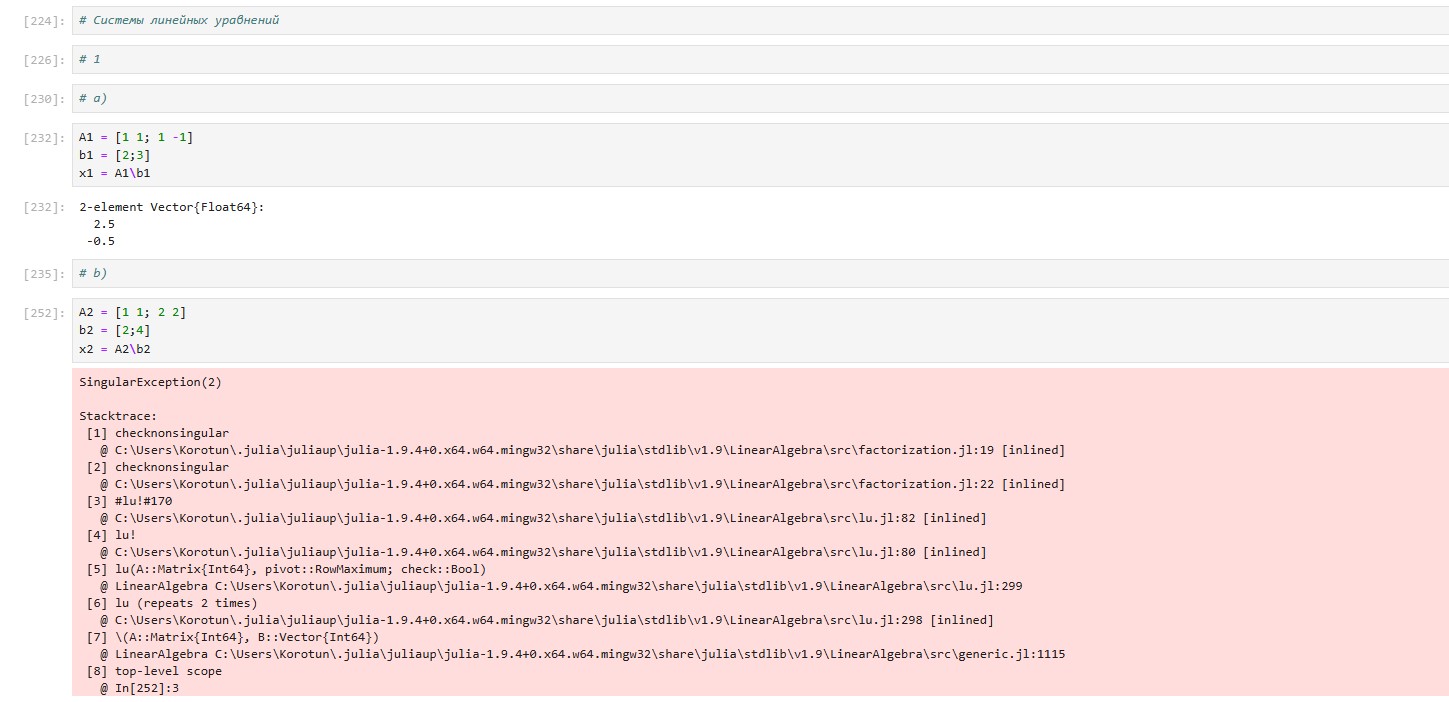 [224]: # Системы линейных уравнений
[226]: # 1
[230]: # a)
[232]: A1 = [1 1; 1 -1]
b1 = [2;3]
x1 = A1\b1
[232]: 2-element Vector{Float64}:
2.5
-0.5
[235]: # b)
[252]: A2 = [1 1; 2 2]
b2 = [2;4]
x2 = A2\b2
SingularException(2)
Stacktrace:
[1] checknonsingular
@ C:\Users\Korotun\.julia\juliaup\julia-1.9.4+0.x64.w64.mingw32\share\julia\stdlib\v1.9\LinearAlgebra\src\factorization.jl:19 [inlined]
[2] checknonsingular
@ C:\Users\Korotun\.julia\juliaup\julia-1.9.4+0.x64.w64.mingw32\share\julia\stdlib\v1.9\LinearAlgebra\src\factorization.jl:22 [inlined]
[3] #lu!#170
@ C:\Users\Korotun\.julia\juliaup\julia-1.9.4+0.x64.w64.mingw32\share\julia\stdlib\v1.9\LinearAlgebra\src\lu.jl:82 [inlined]
[4] lu!
@ C:\Users\Korotun\.julia\juliaup\julia-1.9.4+0.x64.w64.mingw32\share\julia\stdlib\v1.9\LinearAlgebra\src\lu.jl:80 [inlined]
[5] lu(A::Matrix{Int64}, pivot::RowMaximum; check::Bool)
@ LinearAlgebra C:\Users\Korotun\.julia\juliaup\julia-1.9.4+0.x64.w64.mingw32\share\julia\stdlib\v1.9\LinearAlgebra\src\lu.jl:299
[6] lu (repeats 2 times)
@ C:\Users\Korotun\.julia\juliaup\julia-1.9.4+0.x64.w64.mingw32\share\julia\stdlib\v1.9\LinearAlgebra\src\lu.jl:298 [inlined]
[7] \(A::Matrix{Int64}, B::Vector{Int64})
@ LinearAlgebra C:\Users\Korotun\.julia\juliaup\julia-1.9.4+0.x64.w64.mingw32\share\julia\stdlib\v1.9\LinearAlgebra\src\generic.jl:1115
[8] top-level scope
@ In[252]:3